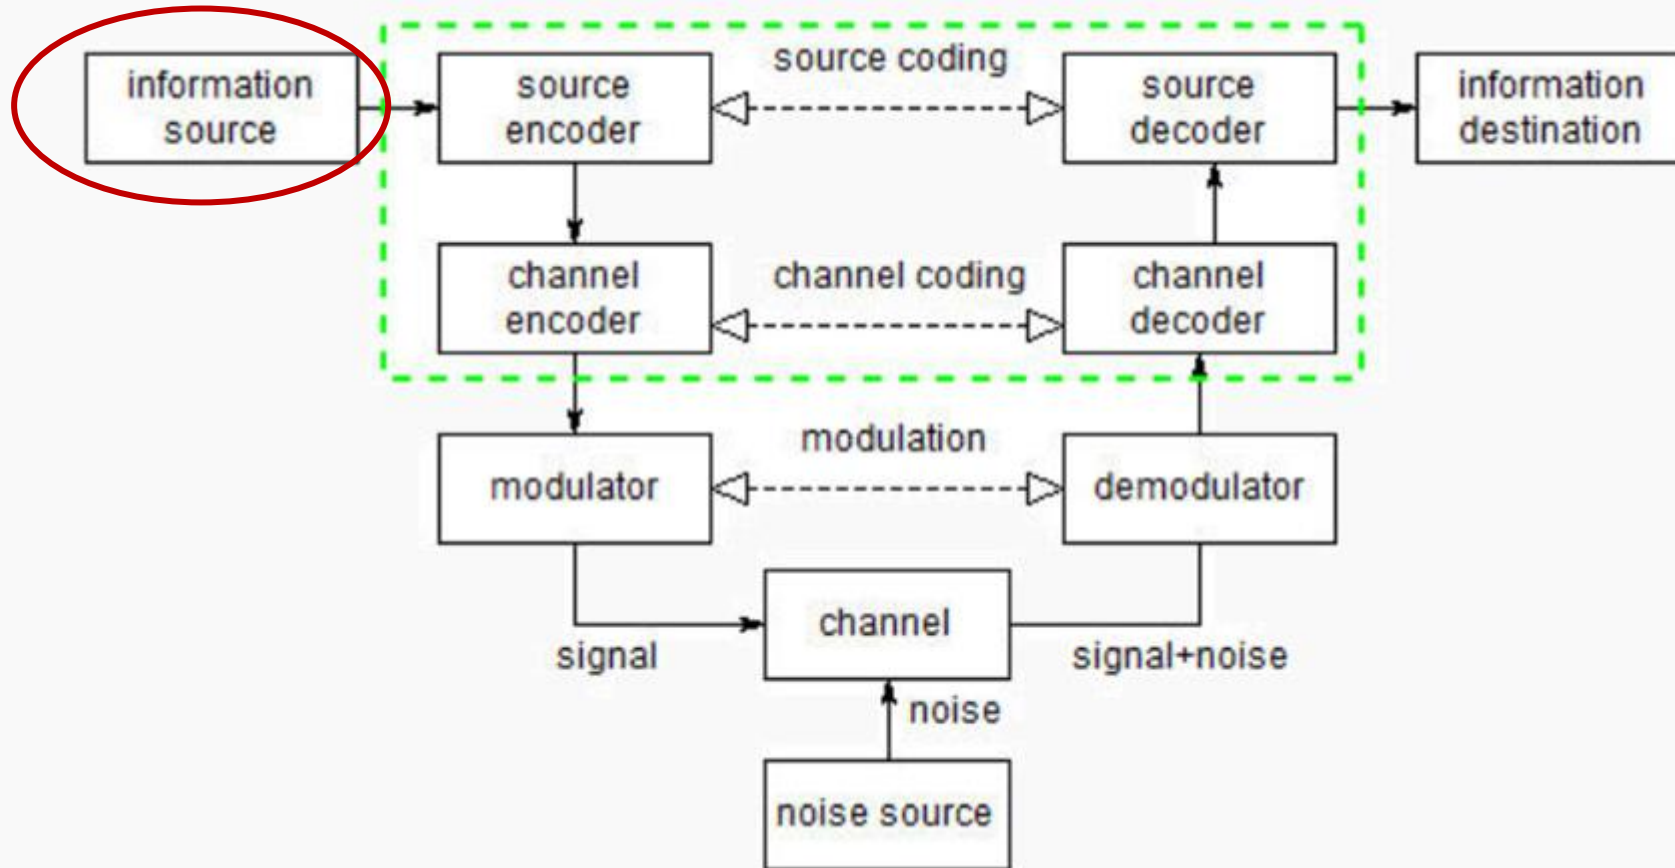 information
source
source
encoder
source coding
source
decoder
information
destination
channel
encoder
channel coding
channel
decoder
modulator
modulation
demodulator
signal
channel
signal+noise
noise
noise source